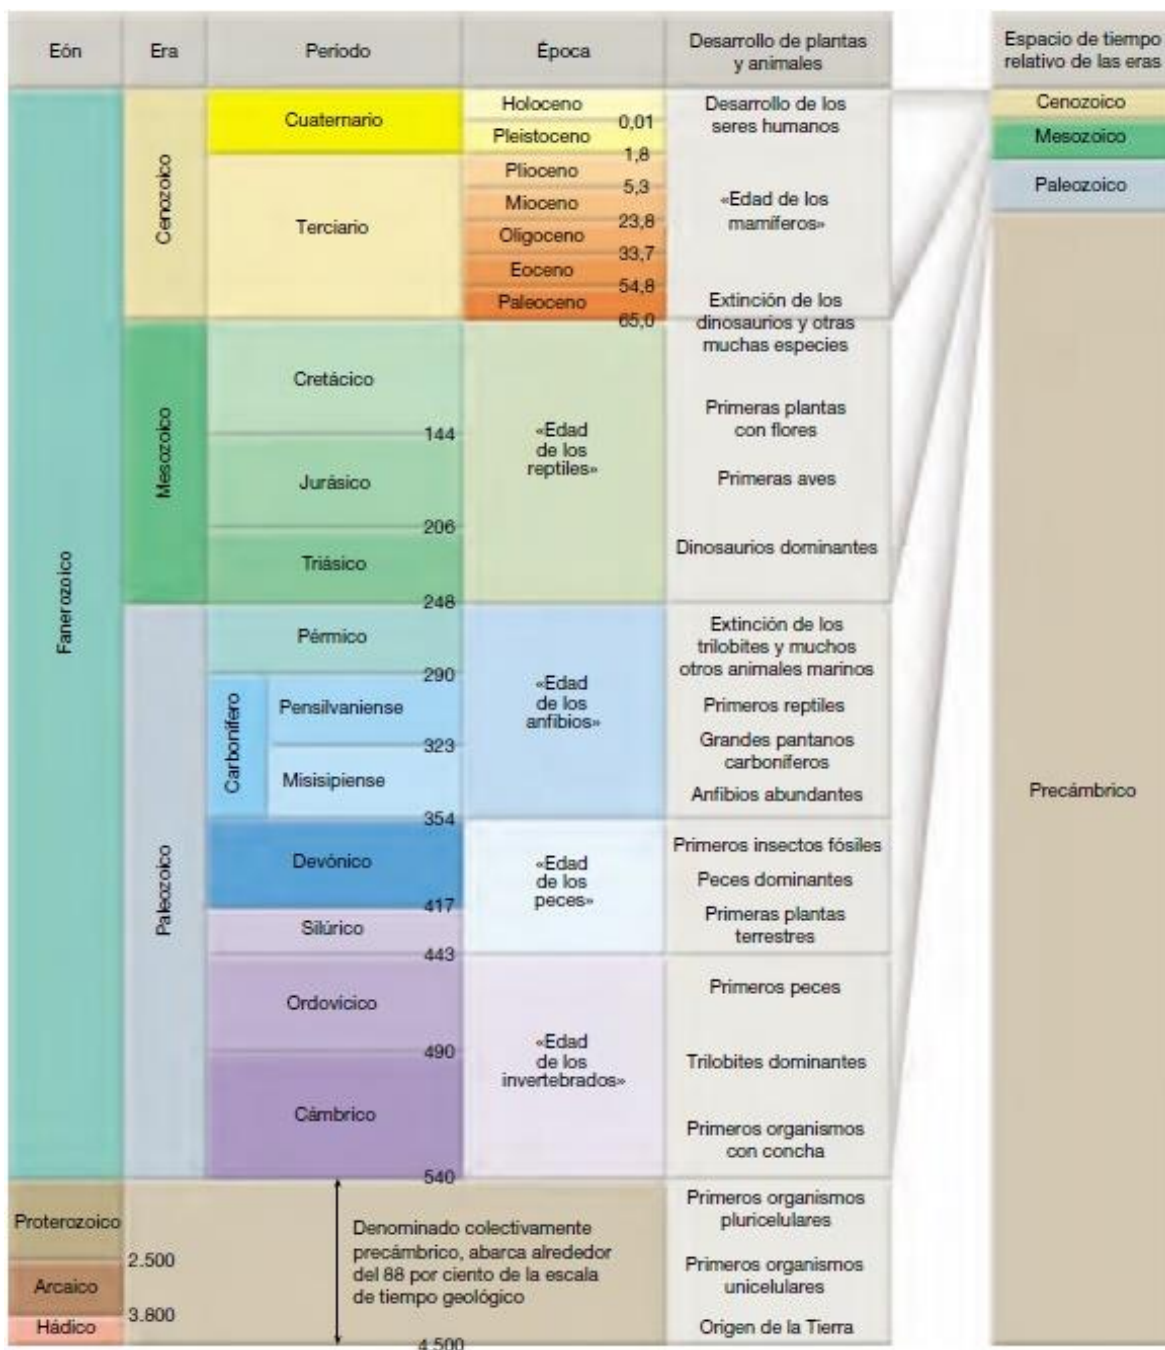 Eón
Era
Período
Época
Desarrollo de plantas
y animales
Espacio de tiempo
relativo de las eras
Fanerozoico
Cenozoico
Cuaternario
Holoceno
0,01
Pleistoceno
1,8
Desarrollo de los
seres humanos
Terciario
Plioceno
5,3
Mioceno
23,8
Oligoceno
33,7
Eoceno
54,8
Paleoceno
65,0
«Edad de los
mamíferos»
Extinción de los
dinosaurios y otras
muchas especies
Mesozoico
Cretácico
144
Jurásico
206
Triásico
248
«Edad
de los
reptiles»
Primeras plantas
con flores
Primeras aves
Dinosaurios dominantes
Paleozoico
Pérmico
290
Carbonífero
Pensilvaniense
323
Misisipiense
354
«Edad
de los
anfibios»
Extinción de los
trilobites y muchos
otros animales marinos
Primeros reptiles
Grandes pantanos
carboníferos
Anfibios abundantes
Devónico
417
Silúrico
443
«Edad
de los
peces»
Primeros insectos fósiles
Peces dominantes
Primeras plantas
terrestres
Ordovícico
490
Cámbrico
540
«Edad
de los
invertebrados»
Primeros peces
Trilobites dominantes
Primeros organismos
con concha
Proterozoico
2.500
Arcaico
3.800
Hádico
4.500
Denominado colectivamente
precámbrico, abarca alrededor
del 88 por ciento de la escala
de tiempo geológico
Primeros organismos
pluricelulares
Primeros organismos
unicelulares
Origen de la Tierra
Cenozoico
Mesozoico
Paleozoico
Precámbrico